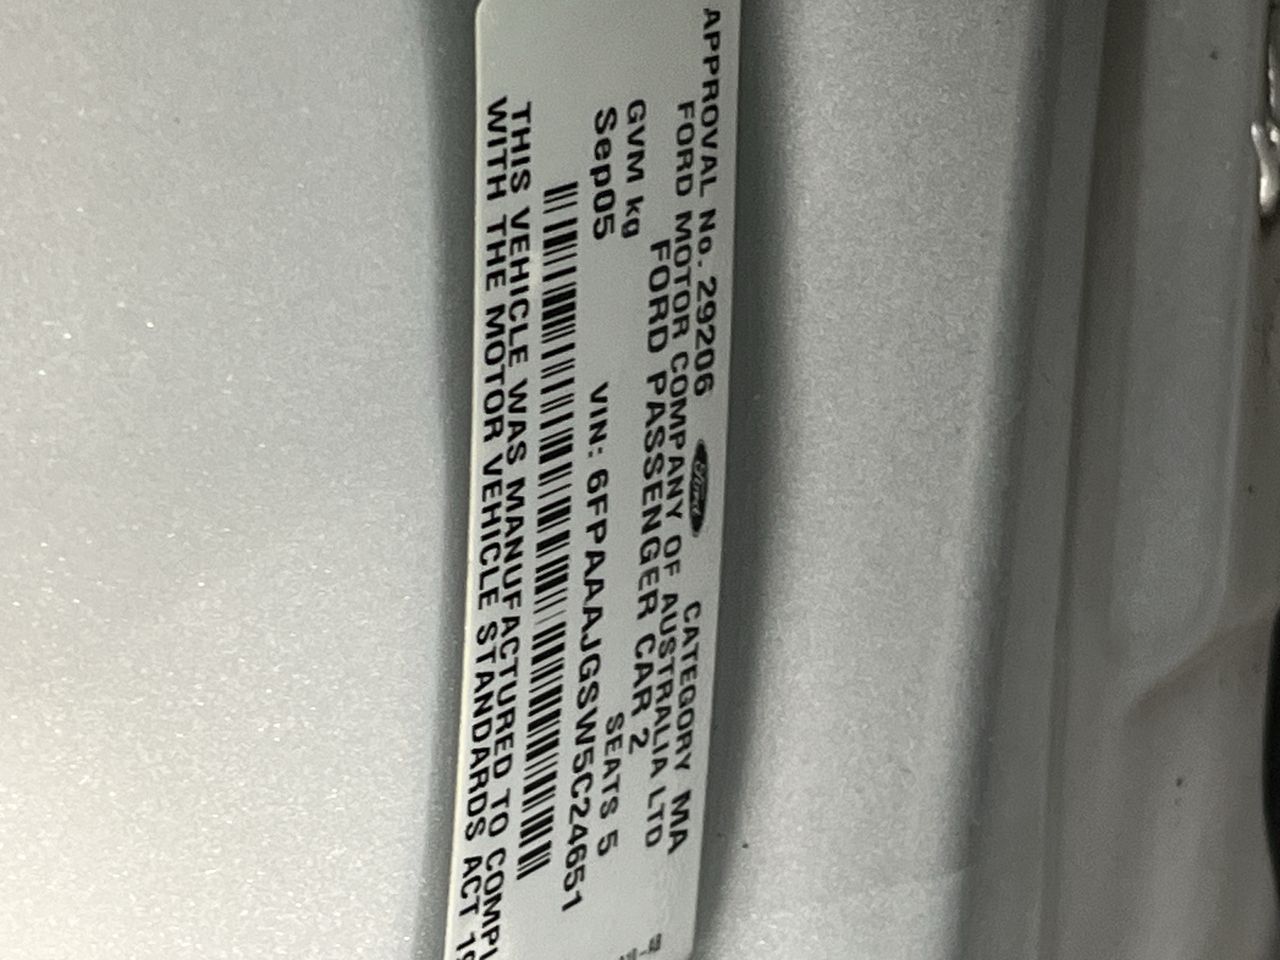 APPROVAL No. 29206 Ford CATEGORY MA
FORD MOTOR COMPANY OF AUSTRALIA LTD
FORD PASSENGER CAR 2
GVM kg SEATS 5
Sep05 VIN: 6FPAAAJGSW5C24651
THIS VEHICLE WAS MANUFACTURED TO COMPL
WITH THE MOTOR VEHICLE STANDARDS ACT 19